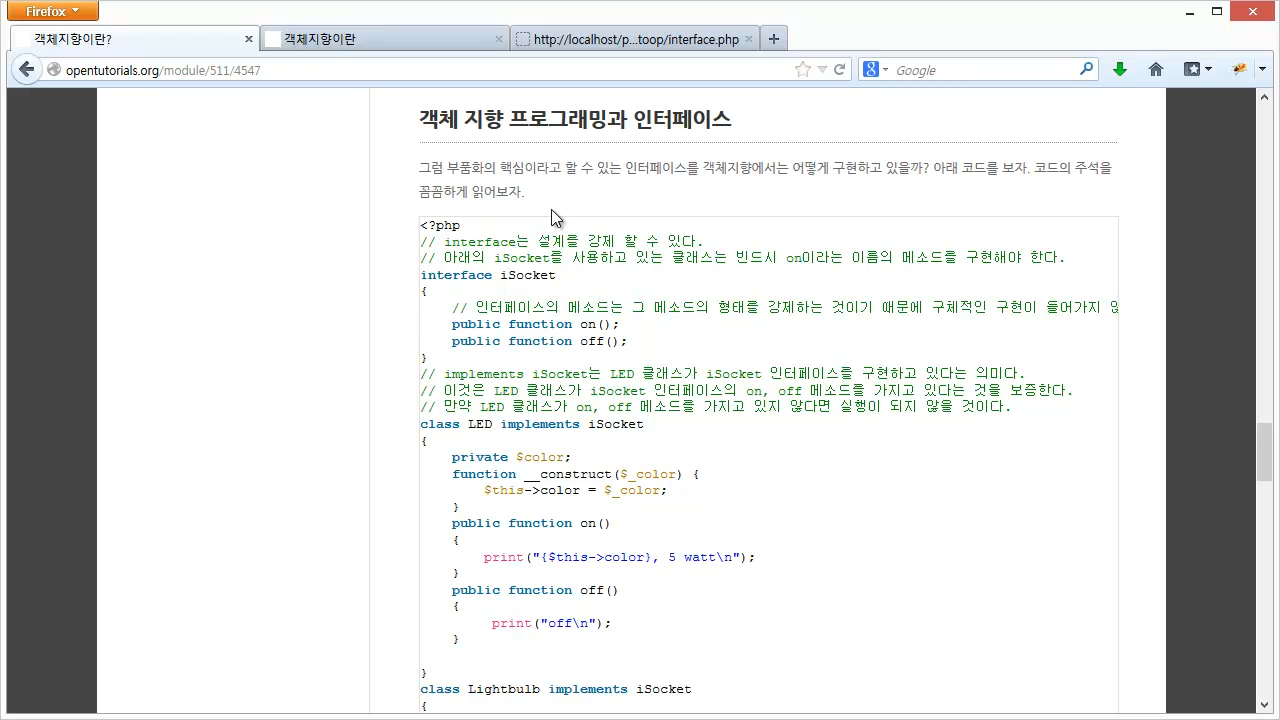 Firefox
객체지향이란?
객체지향이란
http://localhost/p...toop/interface.php
opentutorials.org/module/511/4547
Google
객체 지향 프로그래밍과 인터페이스
그럼 부품화의 핵심이라고 할 수 있는 인터페이스를 객체지향에서는 어떻게 구현하고 있을까? 아래 코드를 보자. 코드의 주석을
꼼꼼하게 읽어보자.
<?php
// interface는 설계를 강제 할 수 있다.
// 아래의 iSocket을 사용하고 있는 클래스는 반드시 on이라는 이름의 메소드를 구현해야 한다.
interface iSocket
{
// 인터페이스의 메소드는 그 메소드의 형태를 강제하는 것이기 때문에 구체적인 구현이 들어가지
public function on();
public function off();
}
// implements iSocket는 LED 클래스가 iSocket 인터페이스를 구현하고 있다는 의미다.
// 이것은 LED 클래스가 iSocket 인터페이스의 on, off 메소드를 가지고 있다는 것을 보증한다.
// 만약 LED 클래스가 on, off 메소드를 가지고 있지 않다면 실행이 되지 않을 것이다.
class LED implements iSocket
{
private $color;
function __construct($_color) {
$this->color = $_color;
}
public function on()
{
print("{$this->color}, 5 watt\n");
}
public function off()
{
print("off\n");
}
}
class Lightbulb implements iSocket
{